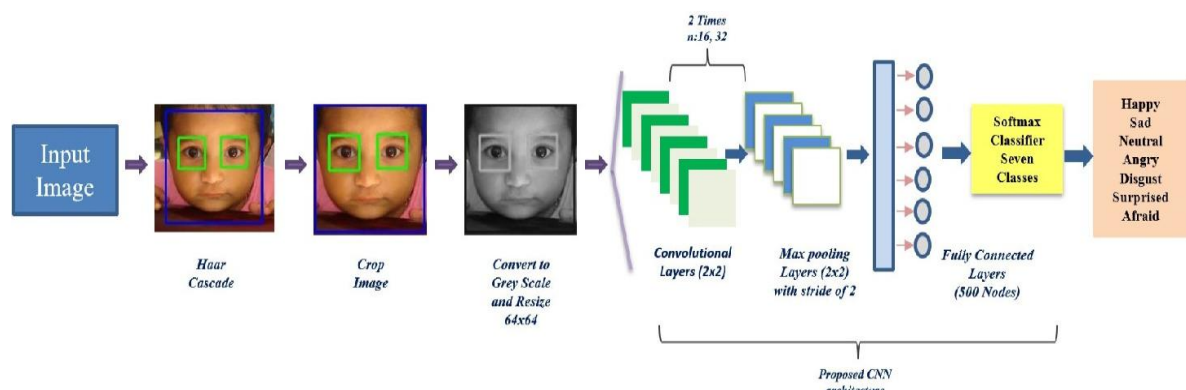 2 Times
n:16, 32
Input
Image
Haar
Cascade
Crop
Image
Convert to
Grey Scale
and Resize
64x64
Convolutional
Layers (2x2)
Max pooling
Layers (2x2)
with stride of 2
Fully Connected
Layers
(500 Nodes)
Softmax
Classifier
Seven
Classes
Happy
Sad
Neutral
Angry
Disgust
Surprised
Afraid
Proposed CNN
architecture